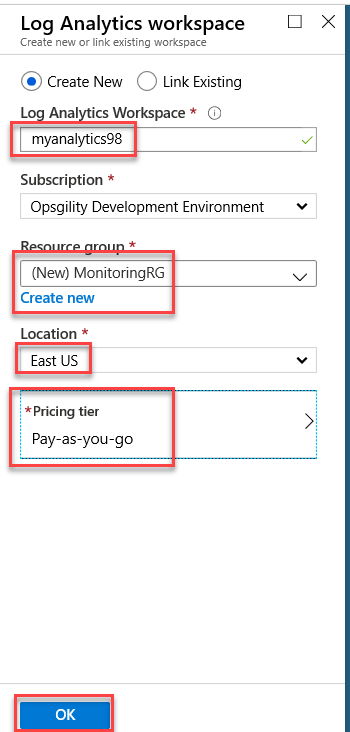 Log Analytics workspace
Create new or link existing workspace
Create New Link Existing
Log Analytics Workspace *
myanalytics98
Subscription *
Opsgility Development Environment
Resource group *
(New) MonitoringRG
Create new
Location *
East US
*Pricing tier
Pay-as-you-go
OK